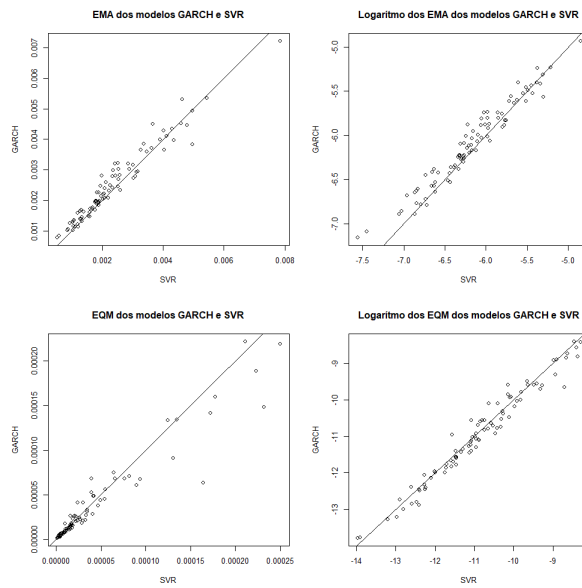 EMA dos modelos GARCH e SVR
GARCH
0.001 0.002 0.003 0.004 0.005 0.006 0.007
0.002 0.004 0.006 0.008
SVR
Logaritmo dos EMA dos modelos GARCH e SVR
GARCH
-7.0 -6.5 -6.0 -5.5 -5.0
-7.5 -7.0 -6.5 -6.0 -5.5 -5.0
SVR
EQM dos modelos GARCH e SVR
GARCH
0.00000 0.00005 0.00010 0.00015 0.00020
0.00000 0.00005 0.00010 0.00015 0.00020 0.00025
SVR
Logaritmo dos EQM dos modelos GARCH e SVR
GARCH
-13 -12 -11 -10 -9
-14 -13 -12 -11 -10 -9
SVR